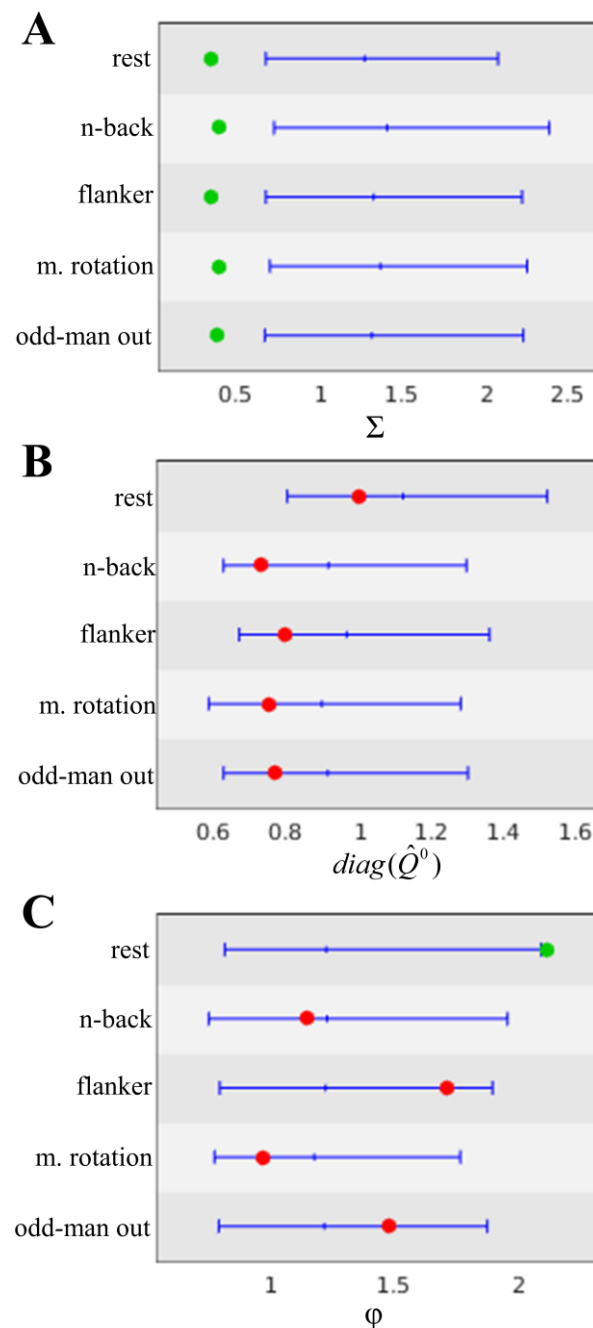 A
rest
n-back
flanker
m. rotation
odd-man out
0.5 1 1.5 2 2.5
Σ
B
rest
n-back
flanker
m. rotation
odd-man out
0.6 0.8 1 1.2 1.4 1.6
diag(Q̂⁰)
C
rest
n-back
flanker
m. rotation
odd-man out
1 1.5 2
φ